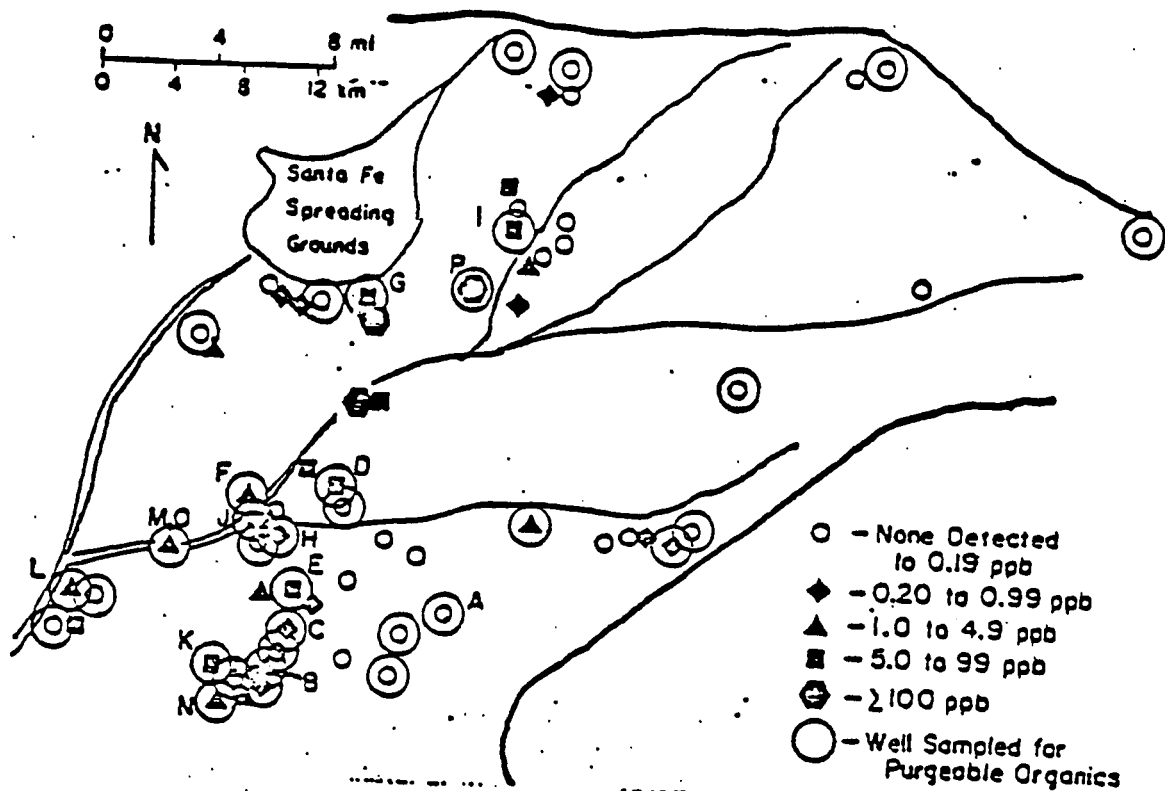 0 4 8 mi
0 4 8 12 km
N
Santa Fe
Spreading
Grounds
I
P
G
F
D
M,O
J
H
L
E
A
C
K
B
N
- None Detected
to 0.19 ppb
- 0.20 to 0.99 ppb
- 1.0 to 4.9 ppb
- 5.0 to 99 ppb
- ≥100 ppb
- Well Sampled for
Purgeable Organics